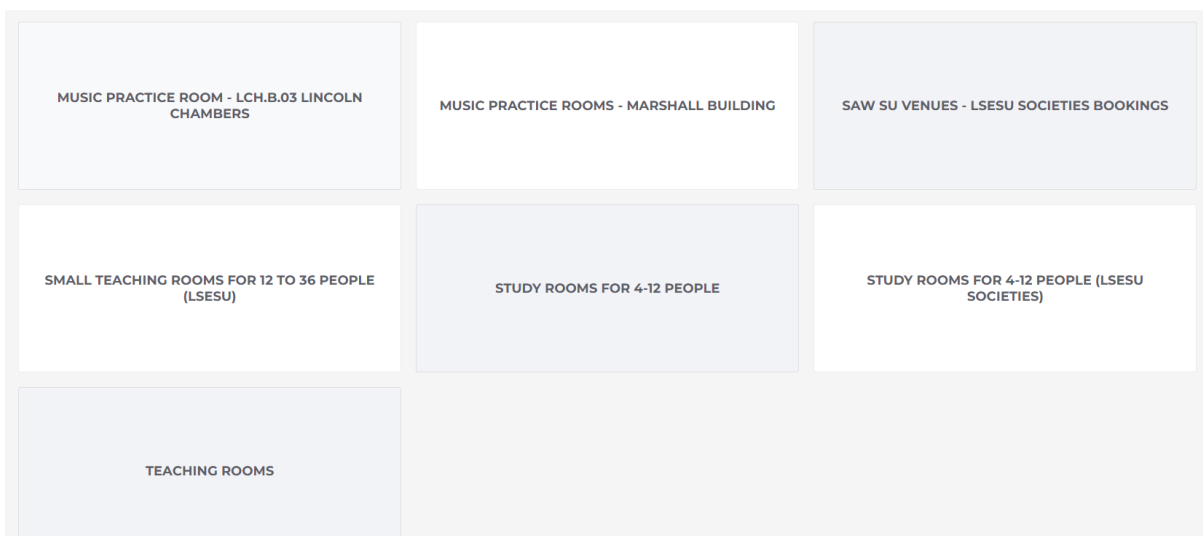 MUSIC PRACTICE ROOM - LCH.B.03 LINCOLN
CHAMBERS
MUSIC PRACTICE ROOMS - MARSHALL BUILDING
SAW SU VENUES - LSESU SOCIETIES BOOKINGS
SMALL TEACHING ROOMS FOR 12 TO 36 PEOPLE
(LSESU)
STUDY ROOMS FOR 4-12 PEOPLE
STUDY ROOMS FOR 4-12 PEOPLE (LSESU
SOCIETIES)
TEACHING ROOMS